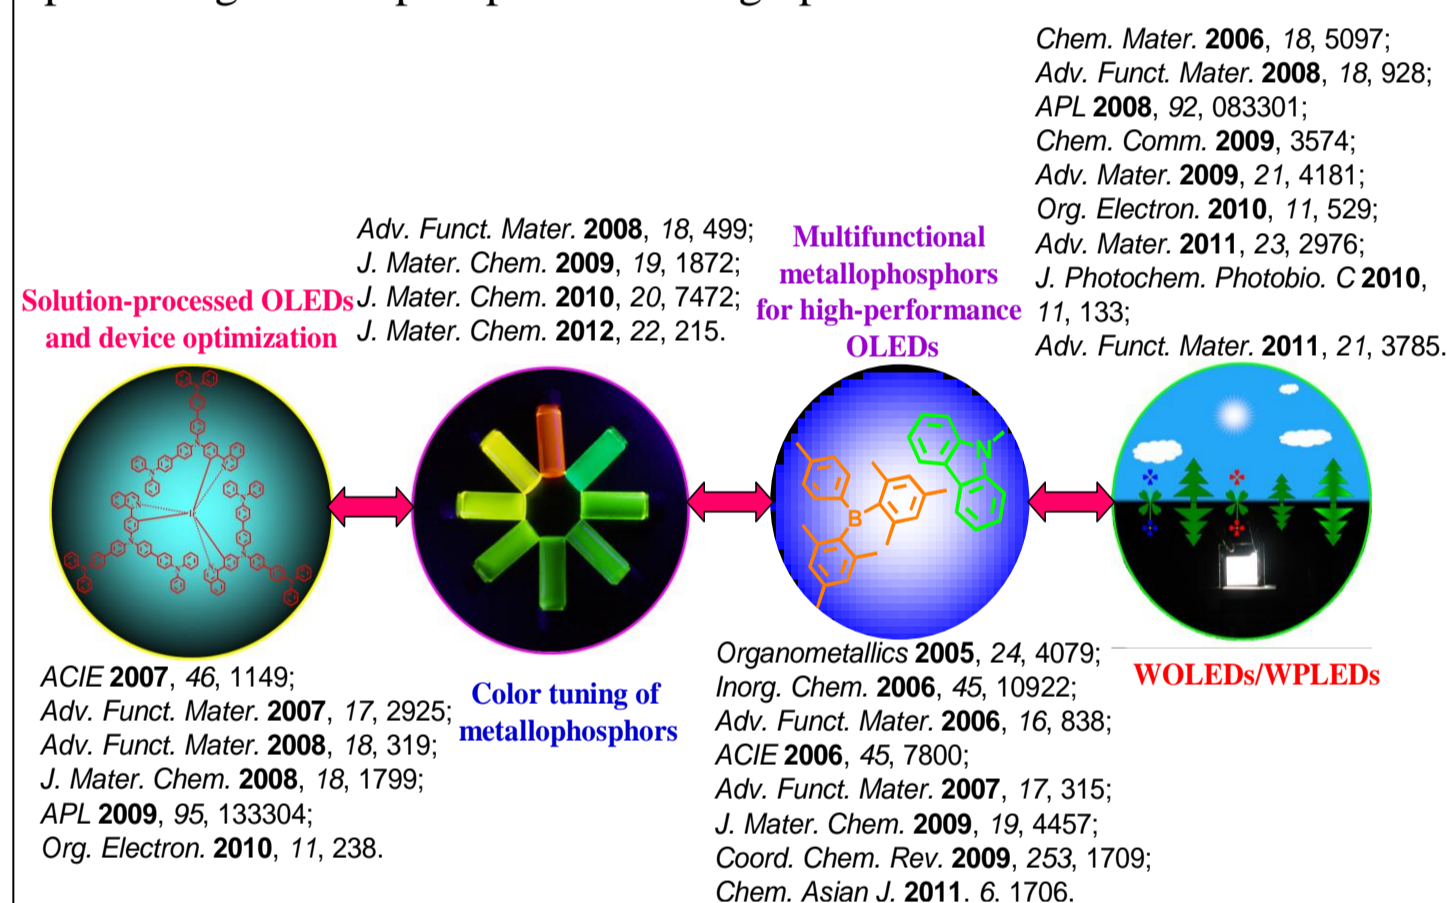 Chem. Mater. 2006, 18, 5097;
Adv. Funct. Mater. 2008, 18, 928;
APL 2008, 92, 083301;
Chem. Comm. 2009, 3574;
Adv. Mater. 2009, 21, 4181;
Org. Electron. 2010, 11, 529;
Adv. Mater. 2011, 23, 2976;
J. Photochem. Photobio. C 2010,
11, 133;
Adv. Funct. Mater. 2011, 21, 3785.
Adv. Funct. Mater. 2008, 18, 499;
J. Mater. Chem. 2009, 19, 1872;
J. Mater. Chem. 2010, 20, 7472;
J. Mater. Chem. 2012, 22, 215.
Multifunctional
metallophosphors
for high-performance
OLEDs
Solution-processed OLEDs
and device optimization
Ir
B
N
ACIE 2007, 46, 1149;
Adv. Funct. Mater. 2007, 17, 2925;
Adv. Funct. Mater. 2008, 18, 319;
J. Mater. Chem. 2008, 18, 1799;
APL 2009, 95, 133304;
Org. Electron. 2010, 11, 238.
Color tuning of
metallophosphors
Organometallics 2005, 24, 4079;
Inorg. Chem. 2006, 45, 10922;
Adv. Funct. Mater. 2006, 16, 838;
ACIE 2006, 45, 7800;
Adv. Funct. Mater. 2007, 17, 315;
J. Mater. Chem. 2009, 19, 4457;
Coord. Chem. Rev. 2009, 253, 1709;
Chem. Asian J. 2011, 6, 1706.
WOLEDs/WPLEDs